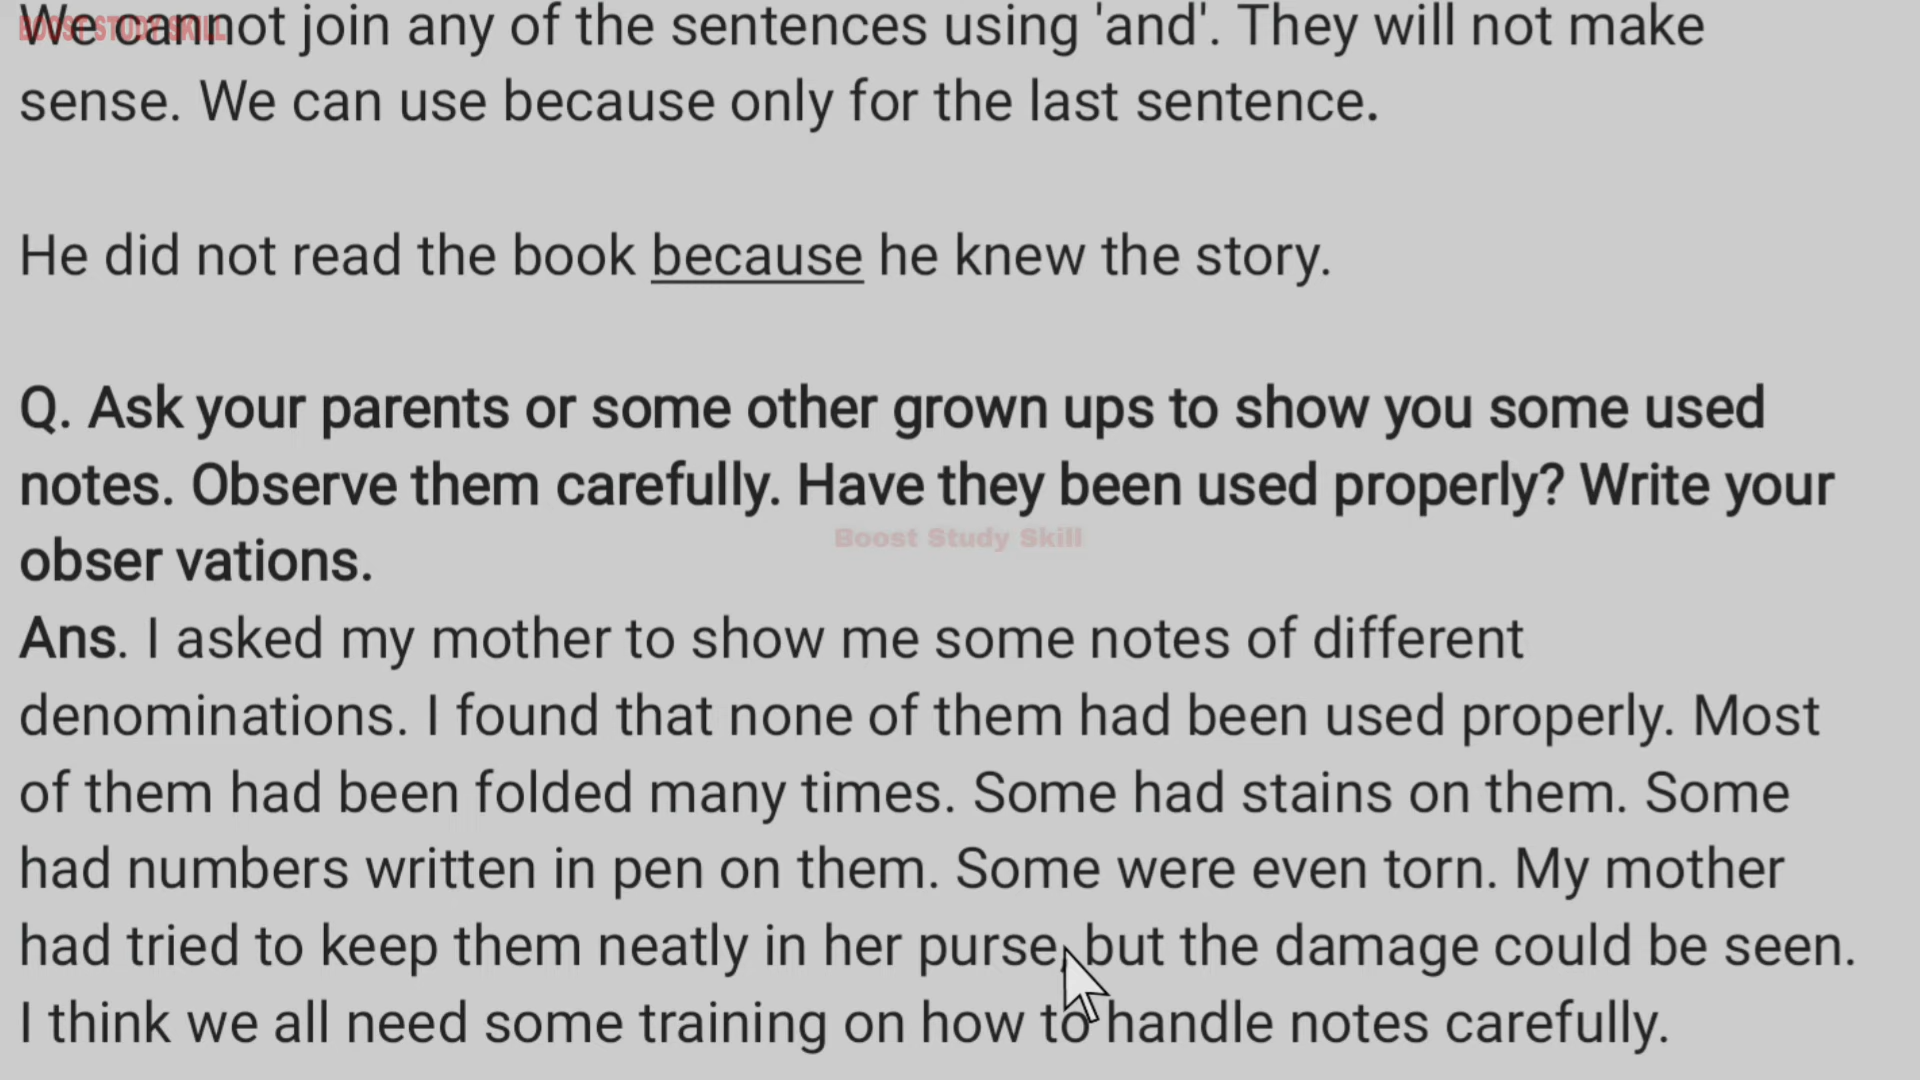 BOOST STUDY SKILL
We cannot join any of the sentences using 'and'. They will not make
sense. We can use because only for the last sentence.
He did not read the book because he knew the story.
Q. Ask your parents or some other grown ups to show you some used
notes. Observe them carefully. Have they been used properly? Write your
Boost Study Skill
obser vations.
Ans. I asked my mother to show me some notes of different
denominations. I found that none of them had been used properly. Most
of them had been folded many times. Some had stains on them. Some
had numbers written in pen on them. Some were even torn. My mother
had tried to keep them neatly in her purse, but the damage could be seen.
I think we all need some training on how to handle notes carefully.